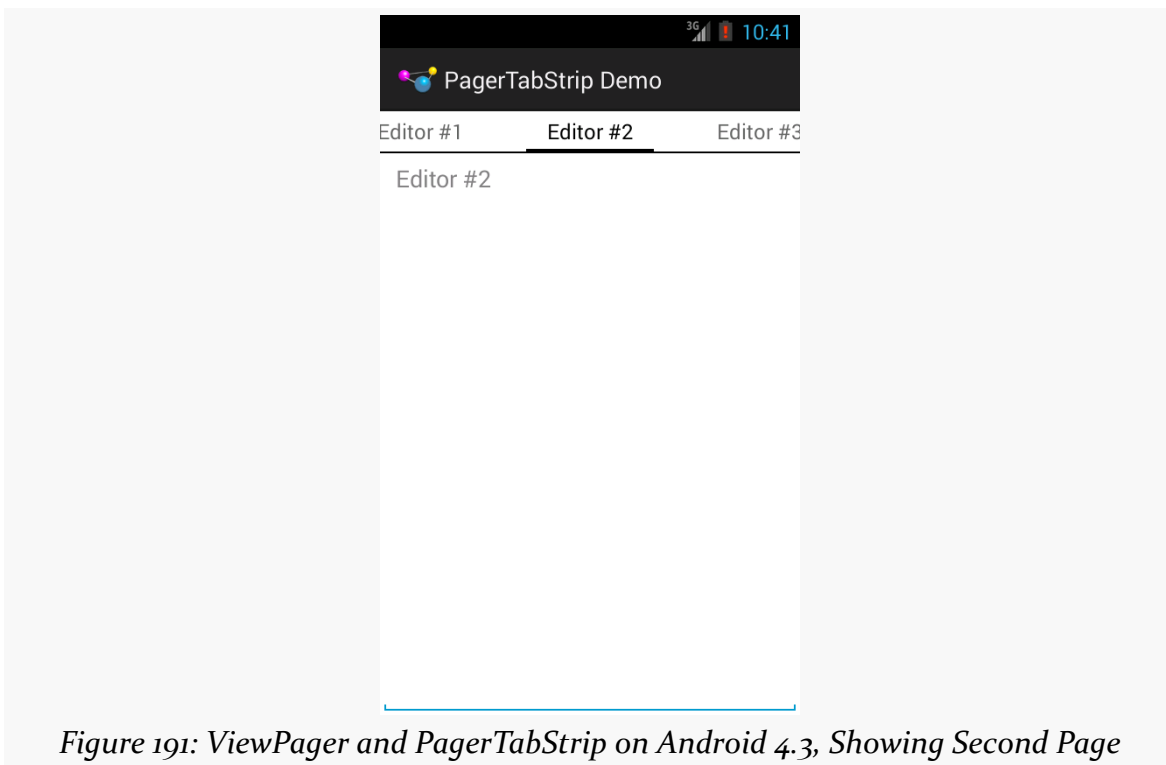 3G 10:41
PagerTabStrip Demo
Editor #1 Editor #2 Editor #3
Editor #2
Figure 191: ViewPager and PagerTabStrip on Android 4.3, Showing Second Page